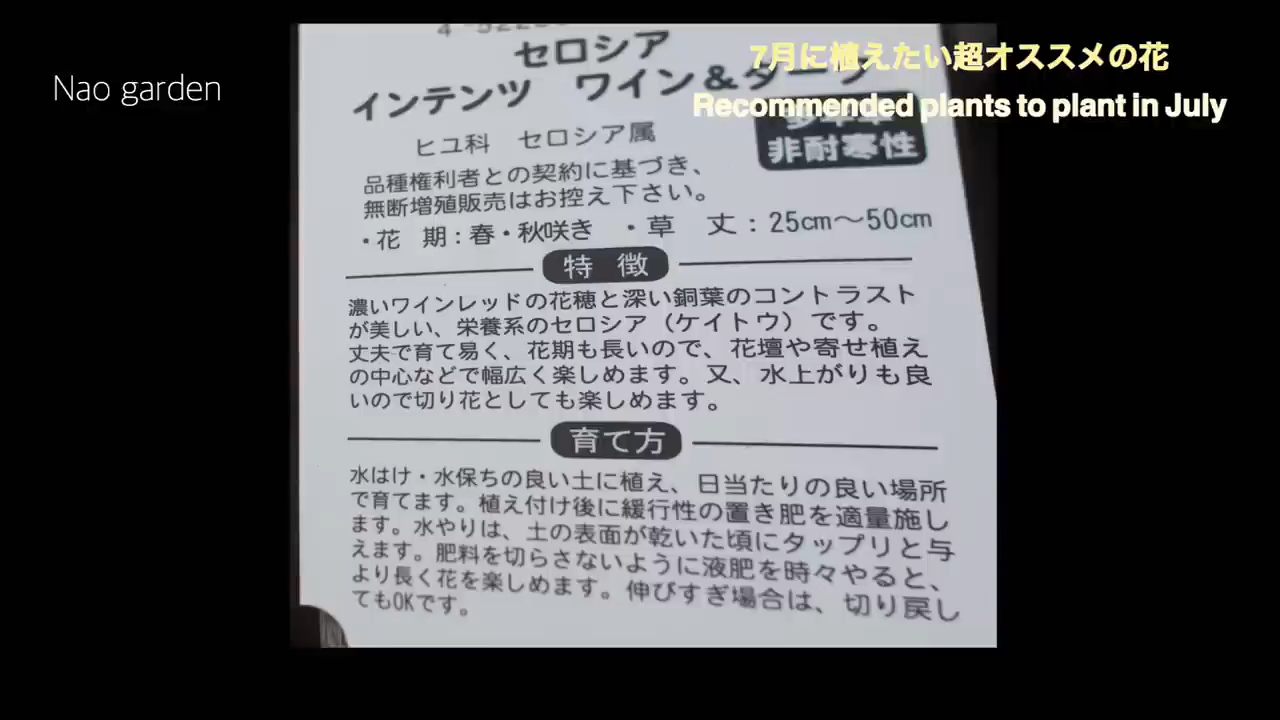 Nao garden
7月に植えたい超オススメの花
Recommended plants to plant in July
セロシア
インテンツ ワイン&ダーク
ヒユ科 セロシア属
非耐寒性
品種権利者との契約に基づき、
無断増殖販売はお控え下さい。
・花 期:春・秋咲き ・草 丈:25cm〜50cm
特 徴
濃いワインレッドの花穂と深い銅葉のコントラスト
が美しい、栄養系のセロシア(ケイトウ)です。
丈夫で育て易く、花期も長いので、花壇や寄せ植え
の中心などで幅広く楽しめます。又、水上がりも良
いので切り花としても楽しめます。
育て方
水はけ・水保ちの良い土に植え、日当たりの良い場所
で育てます。植え付け後に緩行性の置き肥を適量施し
ます。水やりは、土の表面が乾いた頃にタップリと与
えます。肥料を切らさないように液肥を時々やると、
より長く花を楽しめます。伸びすぎ場合は、切り戻し
てもOKです。